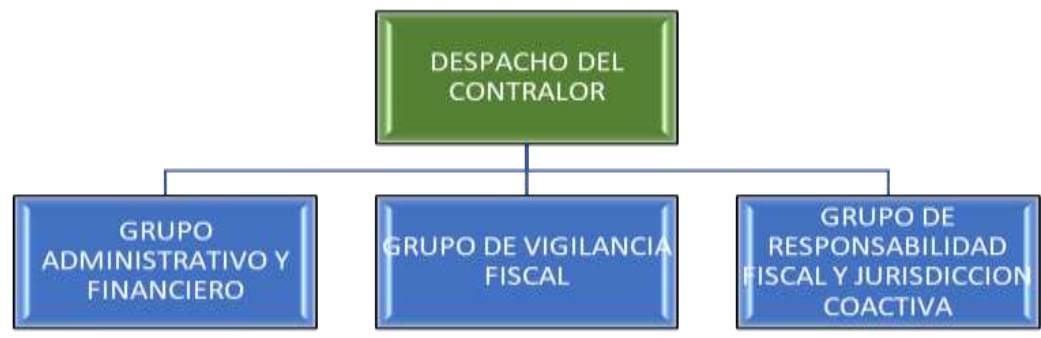 DESPACHO DEL
CONTRALOR
GRUPO
ADMINISTRATIVO Y
FINANCIERO
GRUPO DE VIGILANCIA
FISCAL
GRUPO DE
RESPONSABILIDAD
FISCAL Y JURISDICCION
COACTIVA